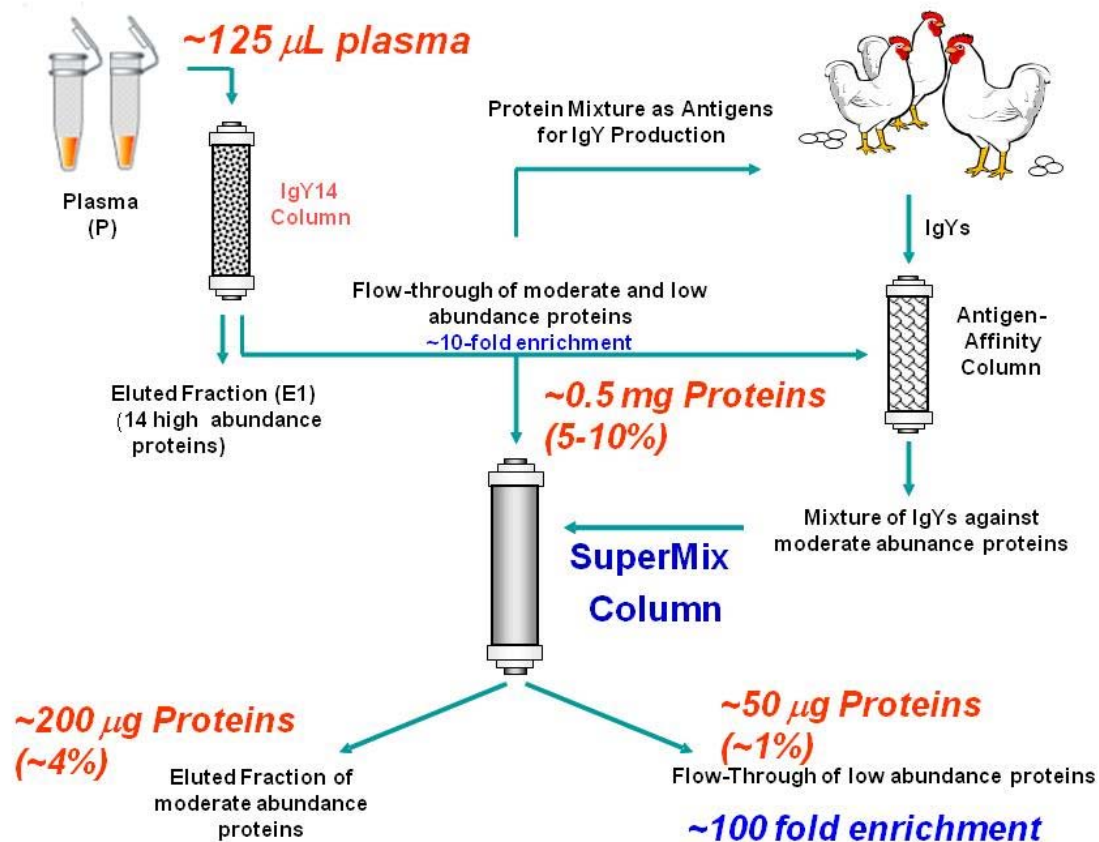 ~125 μL plasma
Plasma
(P)
IgY14
Column
Protein Mixture as Antigens
for IgY Production
IgYs
Flow-through of moderate and low
abundance proteins
~10-fold enrichment
Antigen-
Affinity
Column
Eluted Fraction (E1)
(14 high abundance
proteins)
~0.5 mg Proteins
(5-10%)
Mixture of IgYs against
moderate abunance proteins
SuperMix
Column
~200 μg Proteins
(~4%)
Eluted Fraction of
moderate abundance
proteins
~50 μg Proteins
(~1%)
Flow-Through of low abundance proteins
~100 fold enrichment